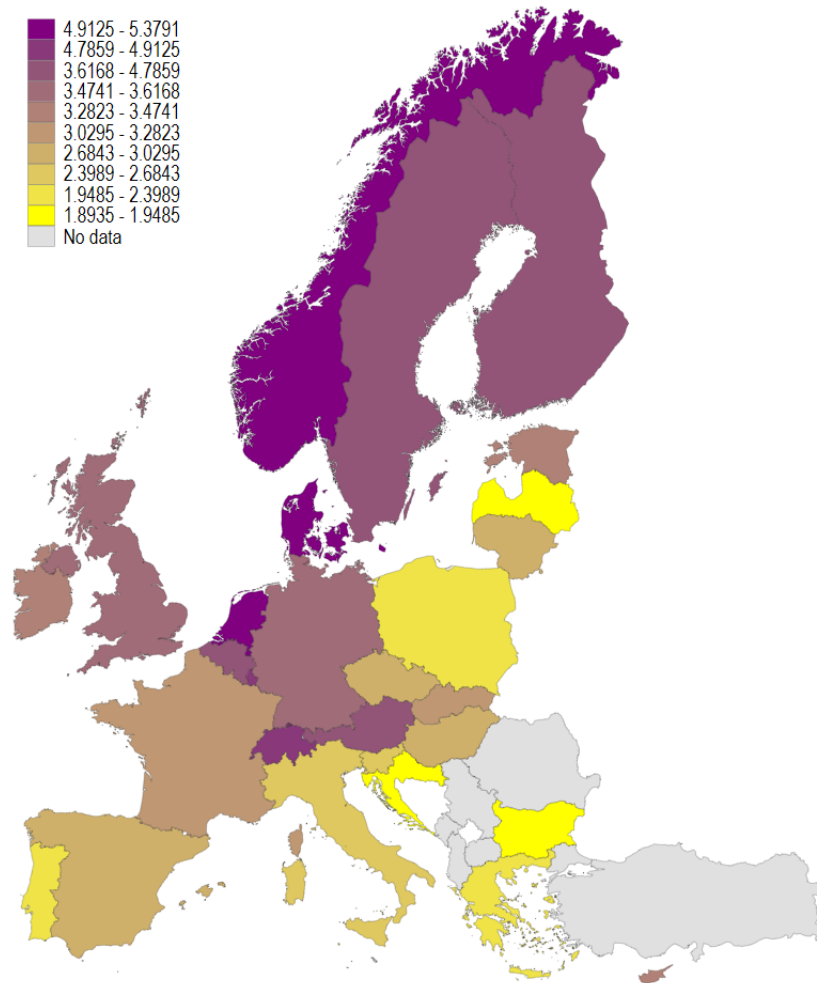 4.9125 - 5.3791
4.7859 - 4.9125
3.6168 - 4.7859
3.4741 - 3.6168
3.2823 - 3.4741
3.0295 - 3.2823
2.6843 - 3.0295
2.3989 - 2.6843
1.9485 - 2.3989
1.8935 - 1.9485
No data